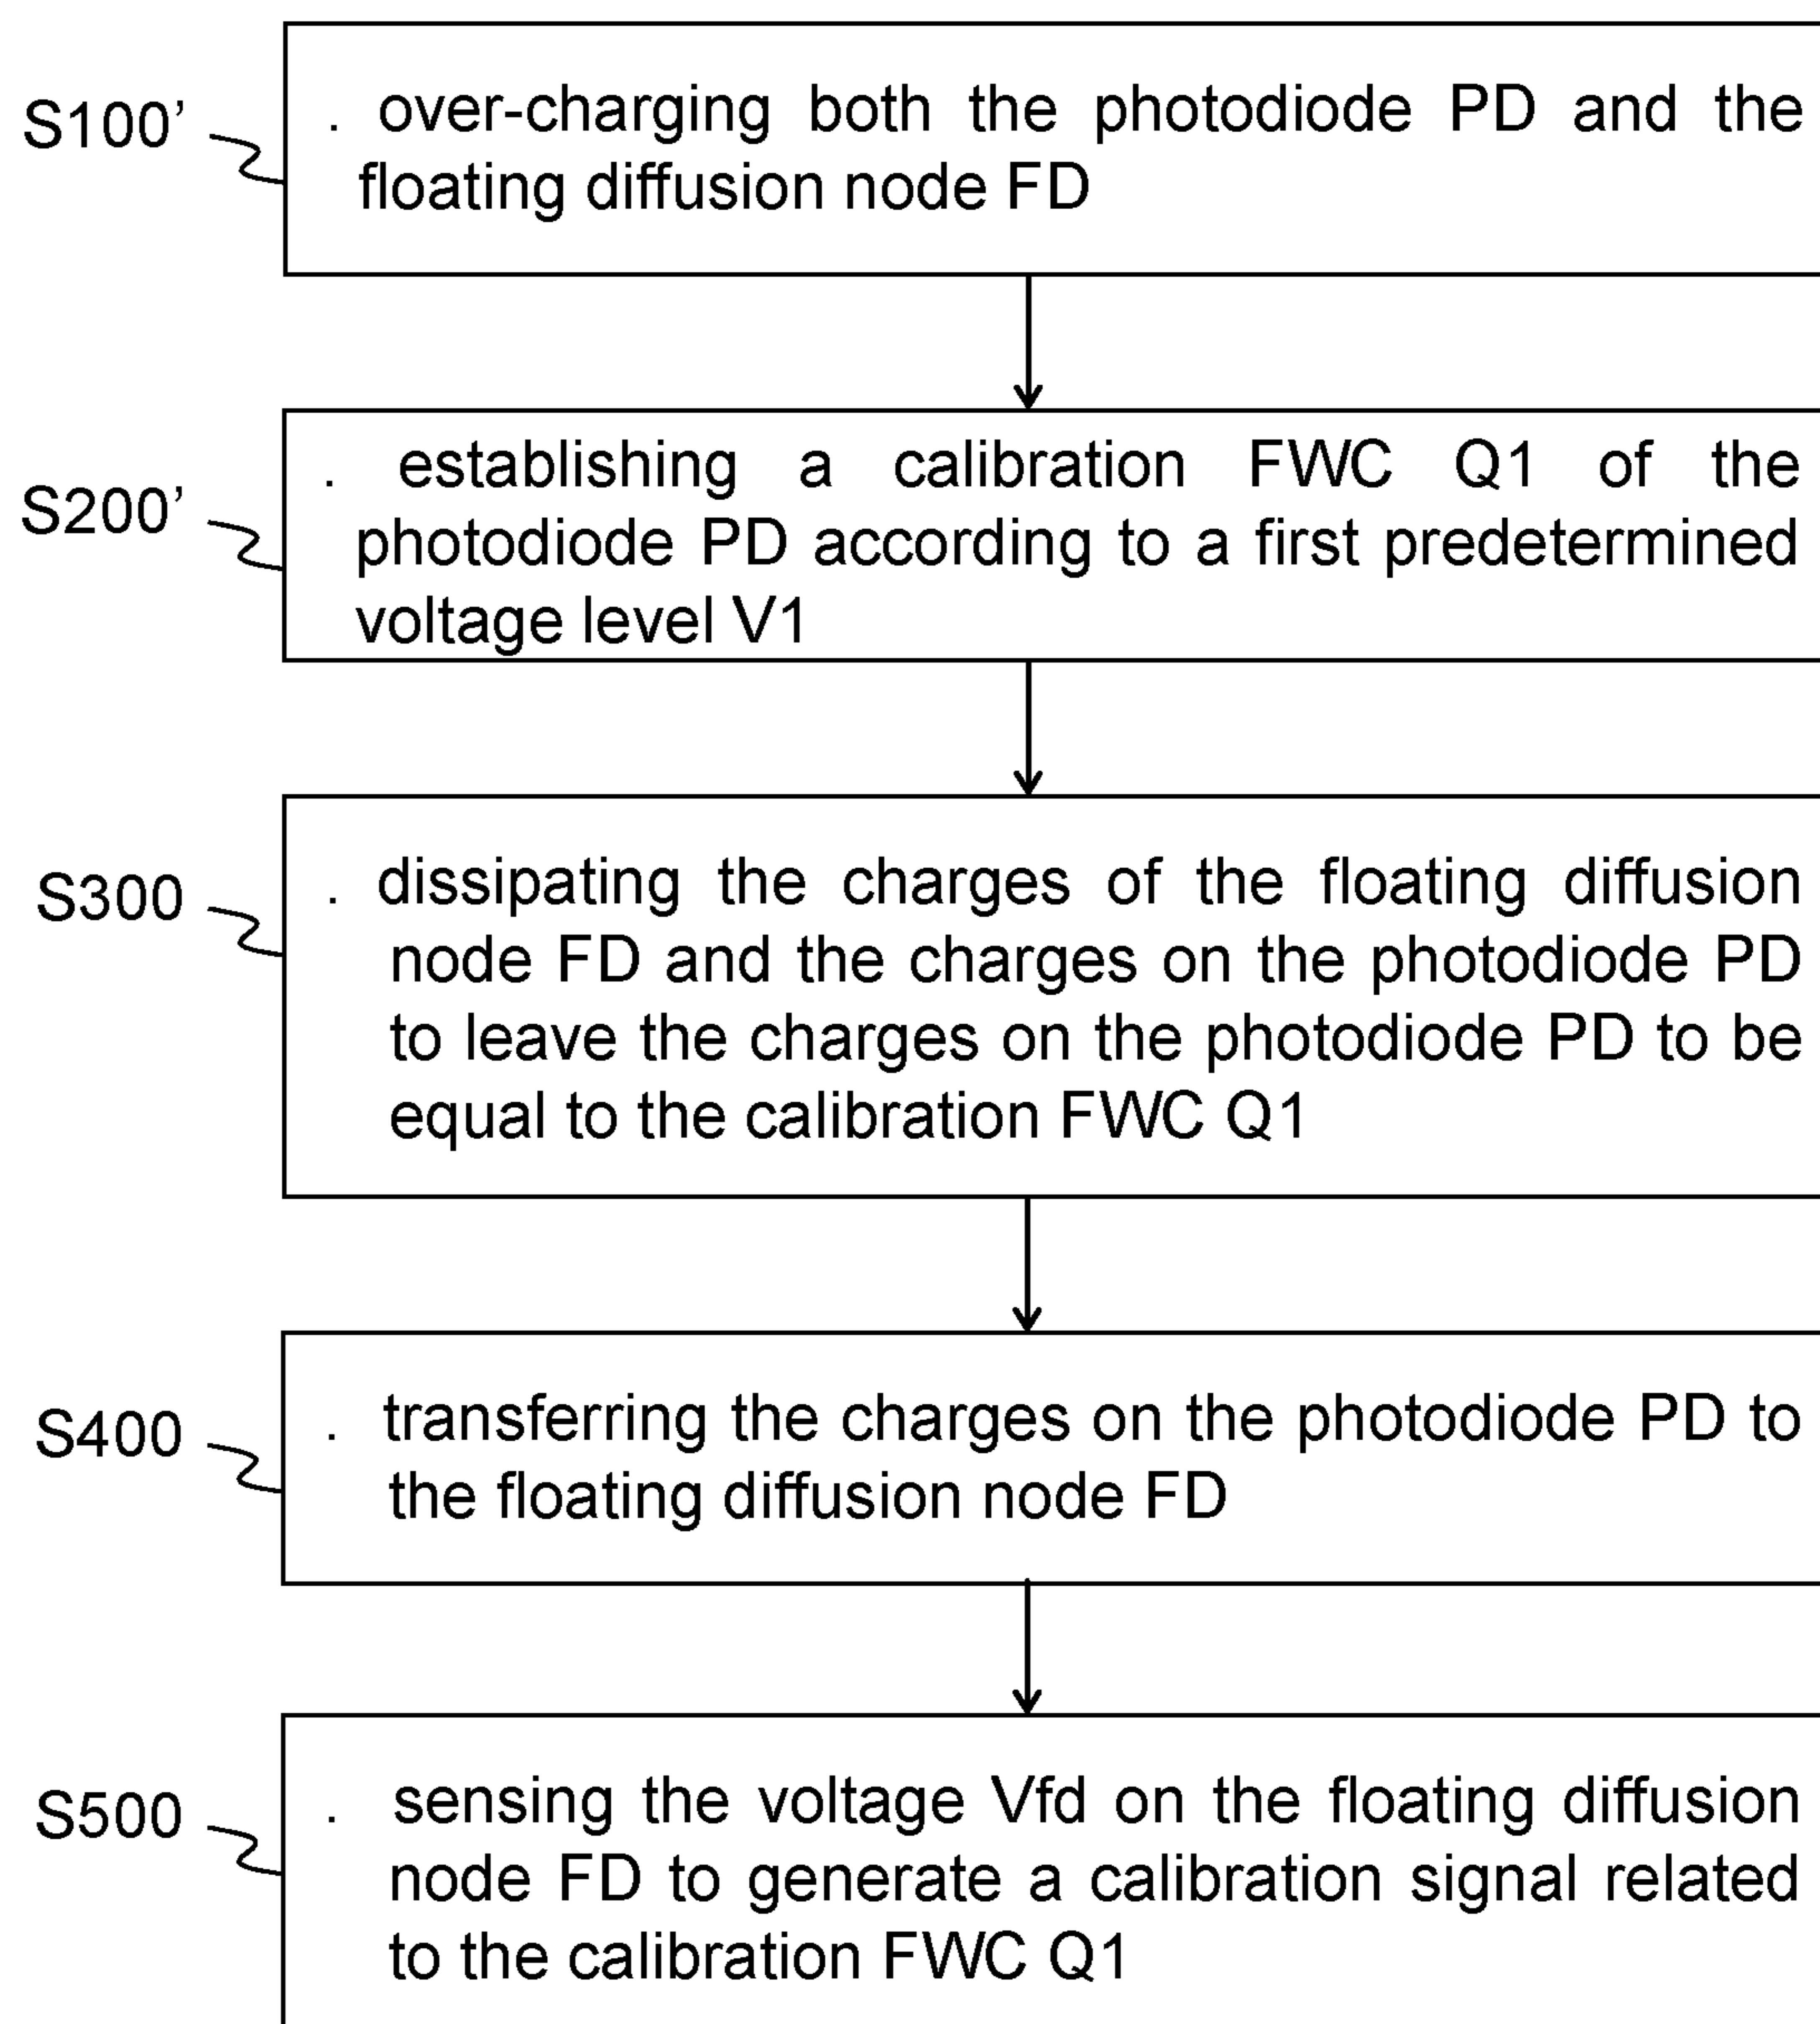 S100’
. over-charging both the photodiode PD and the
floating diffusion node FD
S200’
. establishing a calibration FWC Q1 of the
photodiode PD according to a first predetermined
voltage level V1
S300
. dissipating the charges of the floating diffusion
node FD and the charges on the photodiode PD
to leave the charges on the photodiode PD to be
equal to the calibration FWC Q1
S400
. transferring the charges on the photodiode PD to
the floating diffusion node FD
S500
. sensing the voltage Vfd on the floating diffusion
node FD to generate a calibration signal related
to the calibration FWC Q1